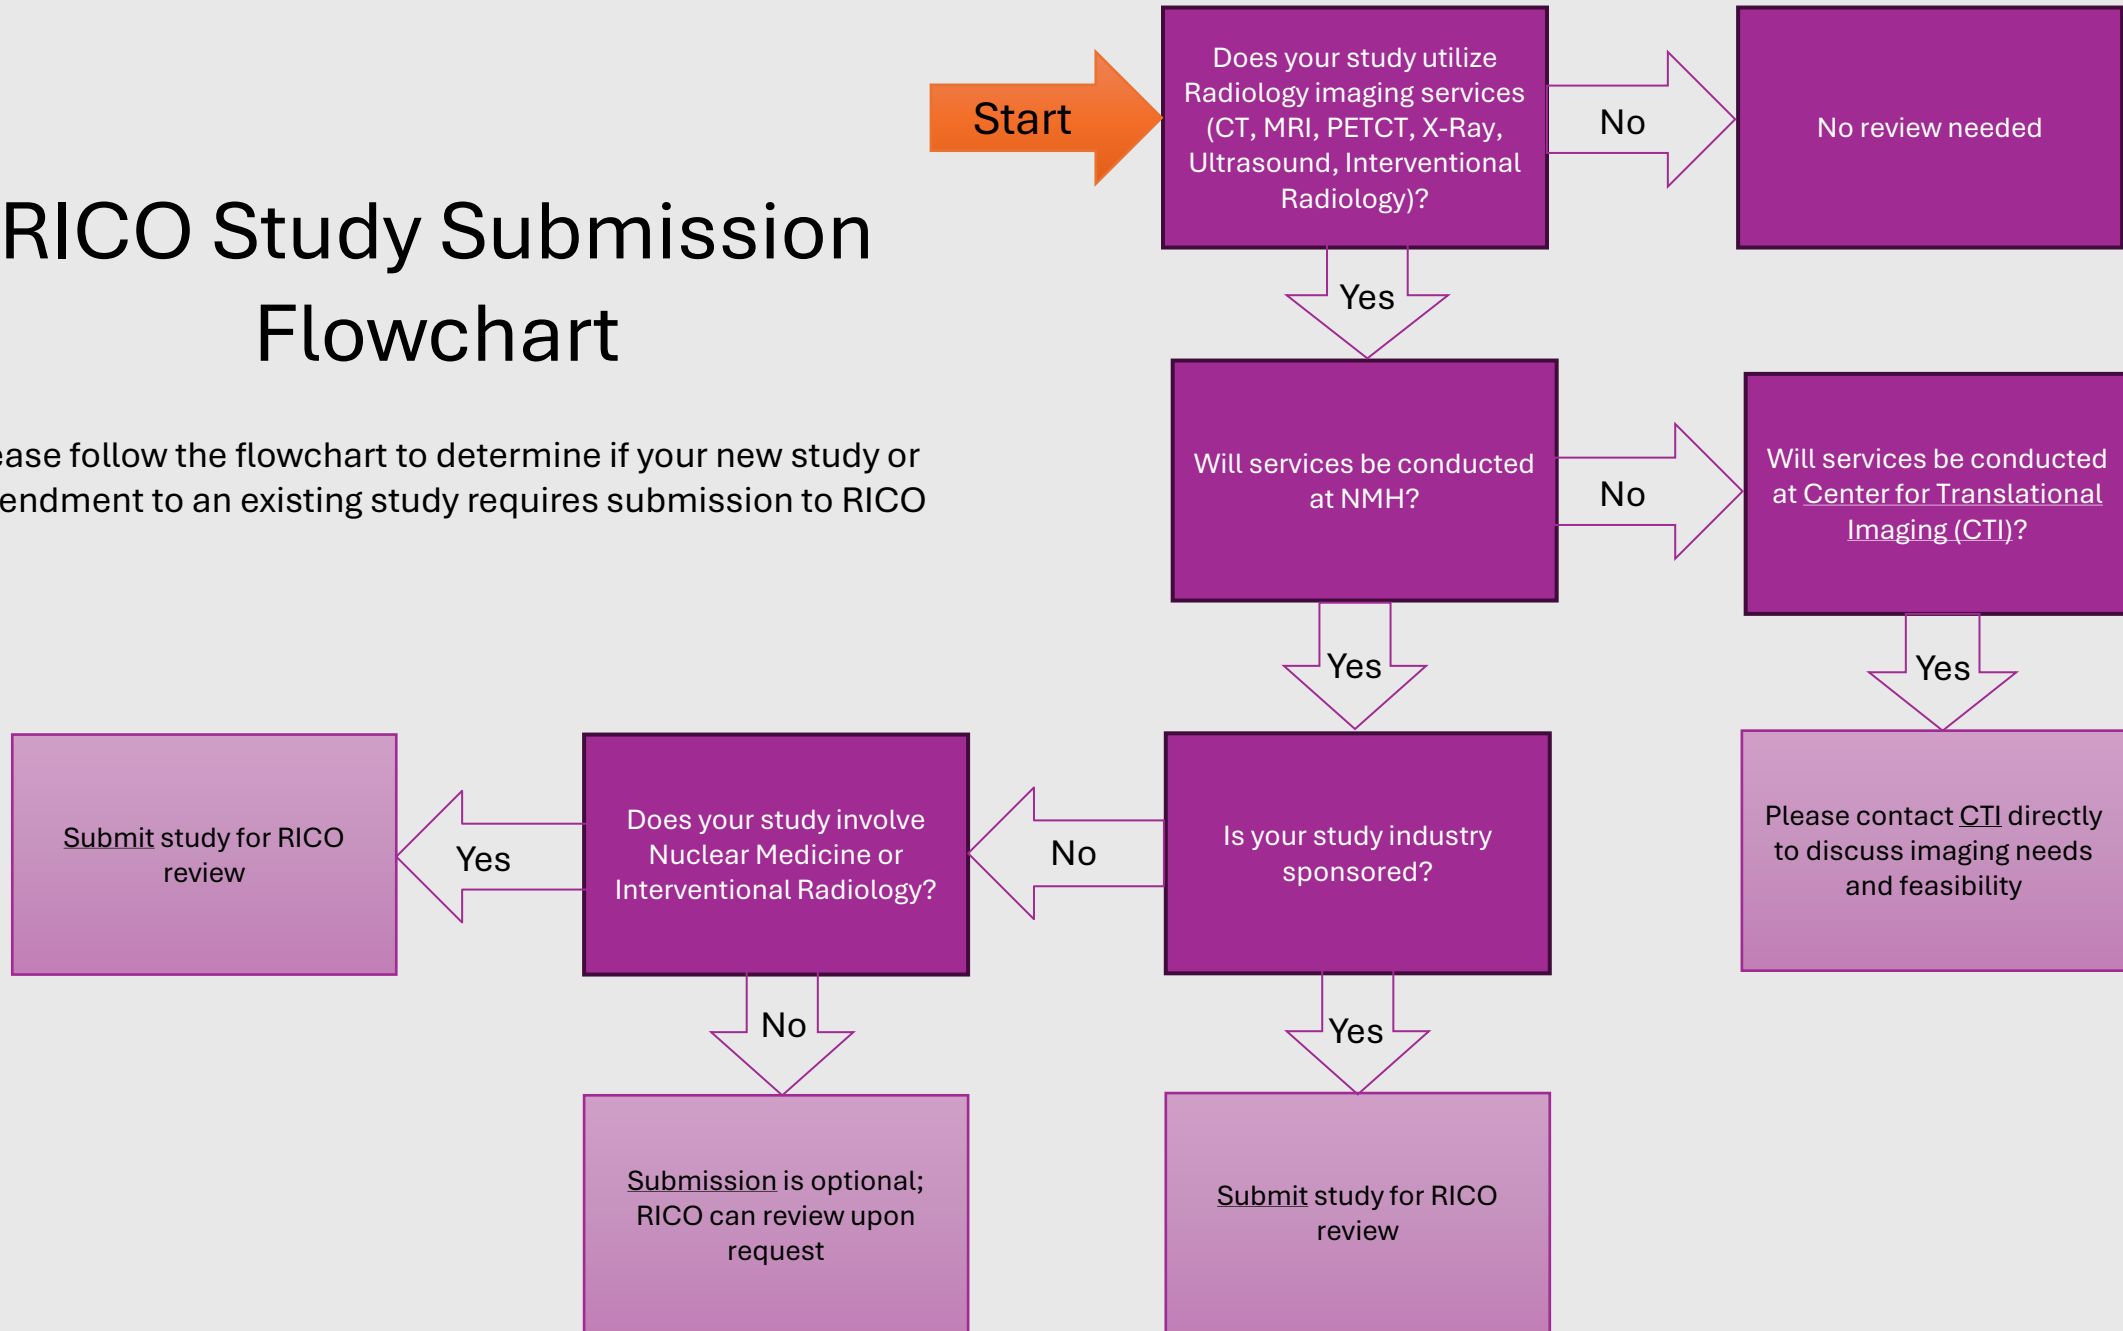 RICO Study Submission
Flowchart
ease follow the flowchart to determine if your new study or
endment to an existing study requires submission to RICO
Start
Does your study utilize
Radiology imaging services
(CT, MRI, PETCT, X-Ray,
Ultrasound, Interventional
Radiology)?
No
No review needed
Yes
Will services be conducted
at NMH?
No
Will services be conducted
at Center for Translational
Imaging (CTI)?
Yes
Yes
Submit study for RICO
review
Yes
Does your study involve
Nuclear Medicine or
Interventional Radiology?
No
Is your study industry
sponsored?
Please contact CTI directly
to discuss imaging needs
and feasibility
No
Yes
Submission is optional;
RICO can review upon
request
Submit study for RICO
review